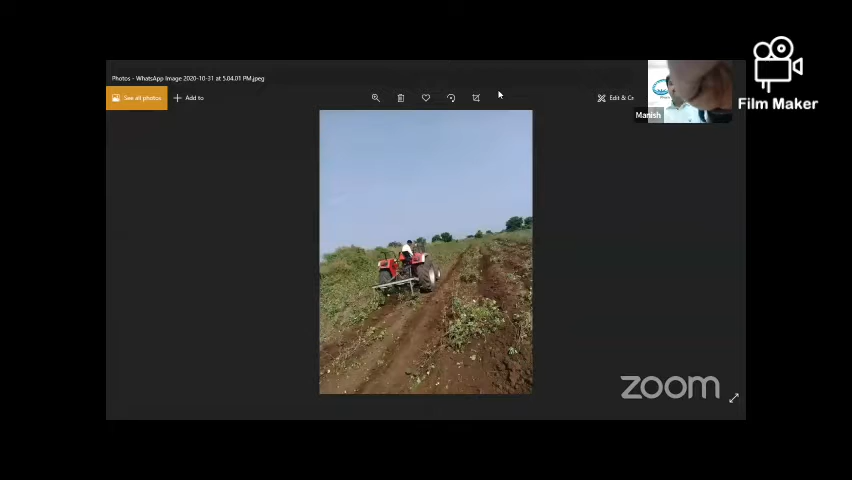 Photos - WhatsApp Image 2020-10-31 at 5.04.01 PM.jpeg
See all photos
Add to
Edit & Cr
Manish
Film Maker
zoom